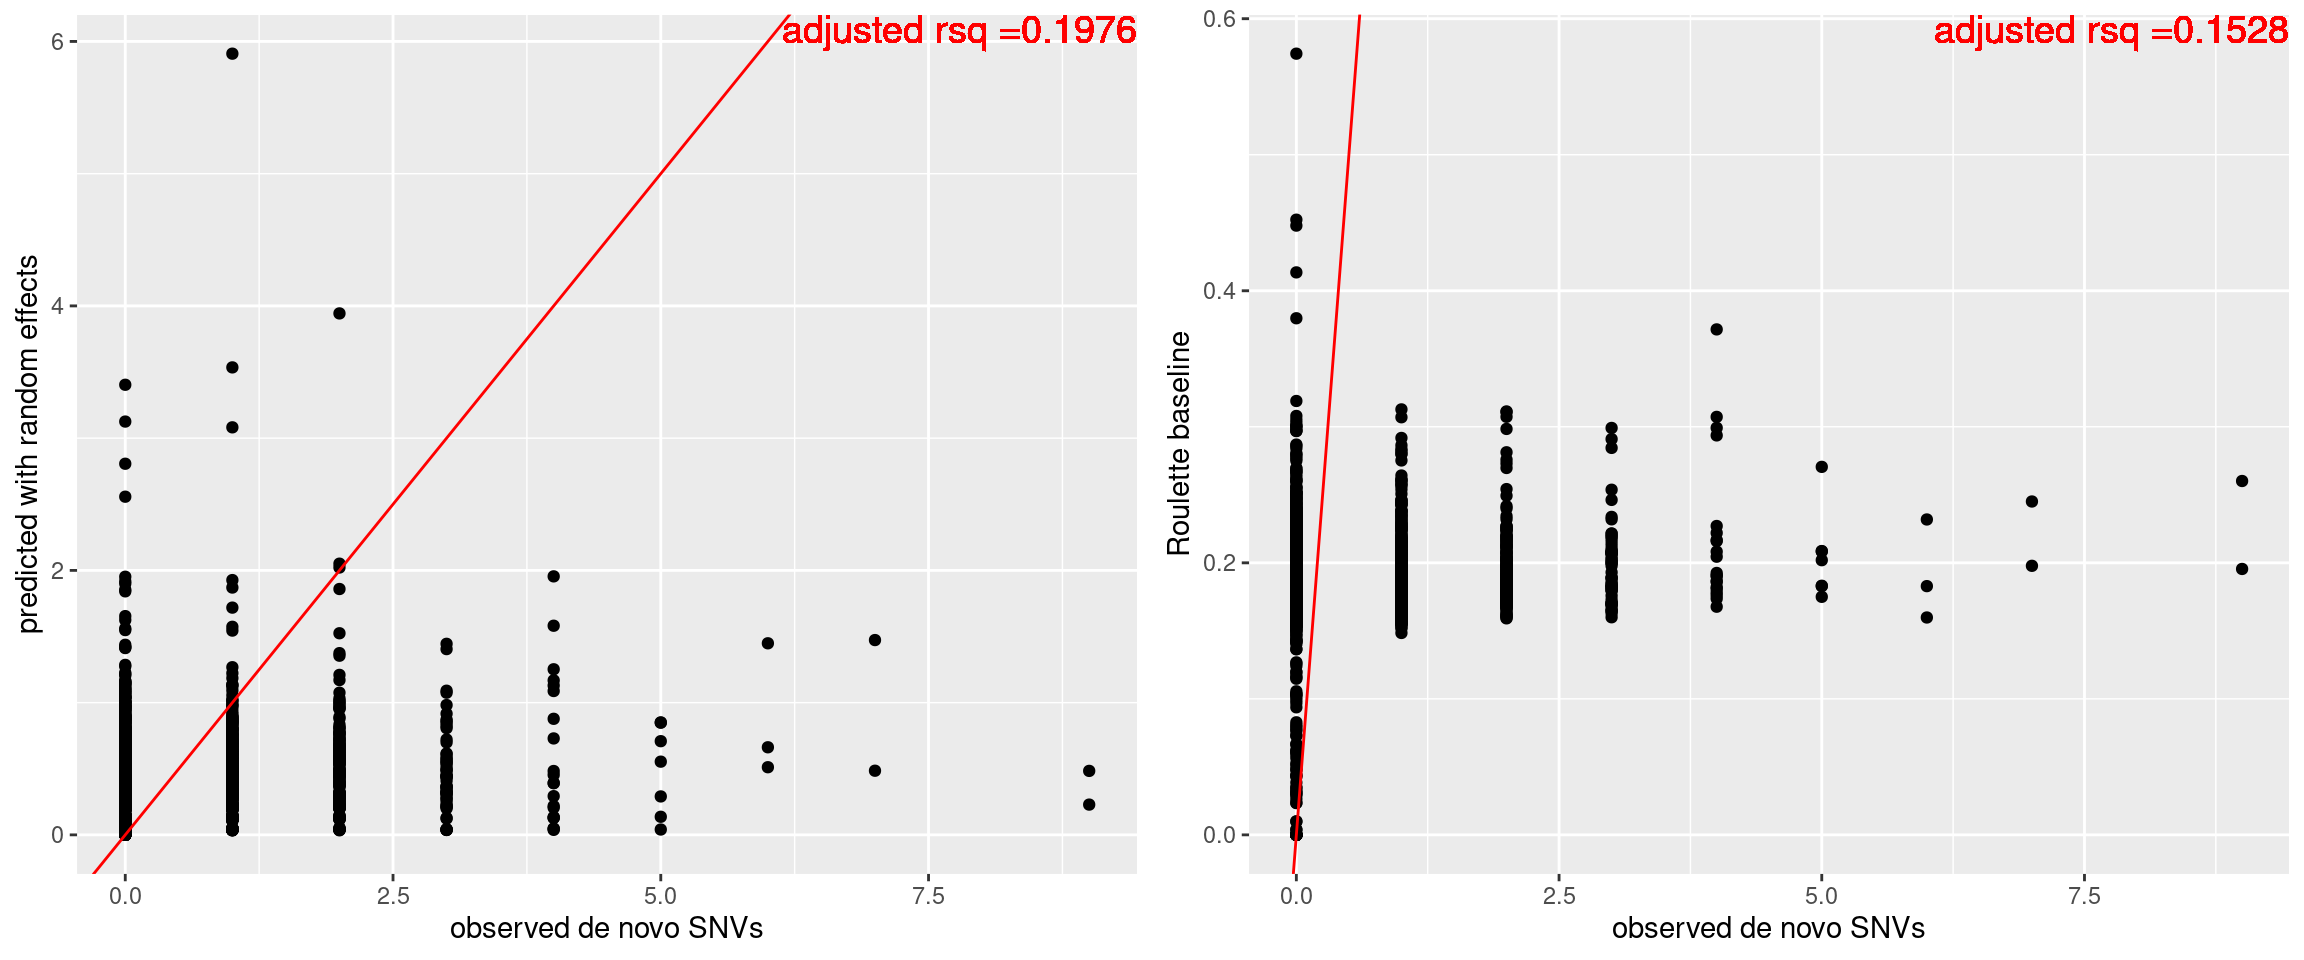 adjusted rsq =0.1976
predicted with random effects
6
4
2
0
0.0 2.5 5.0 7.5
observed de novo SNVs
adjusted rsq =0.1528
Roulette baseline
0.6
0.4
0.2
0.0
0.0 2.5 5.0 7.5
observed de novo SNVs